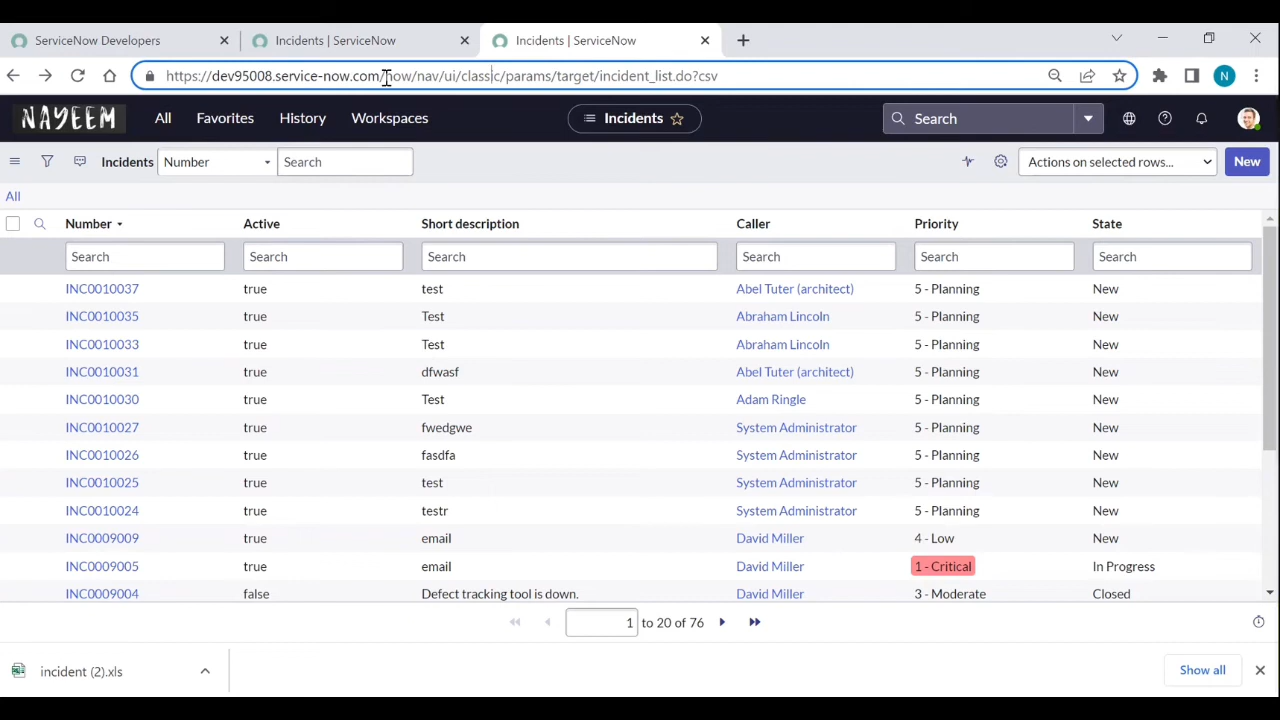 ServiceNow Developers
Incidents | ServiceNow
Incidents | ServiceNow
https://dev95008.service-now.com/now/nav/ui/classic/params/target/incident_list.do?csv
N
NAYEEM
All
Favorites
History
Workspaces
Incidents
Search
Incidents
Number
Search
Actions on selected rows...
New
All
Number Active Short description Caller Priority State
Search Search Search Search Search Search
INC0010037 true test Abel Tuter (architect) 5 - Planning New
INC0010035 true Test Abraham Lincoln 5 - Planning New
INC0010033 true Test Abraham Lincoln 5 - Planning New
INC0010031 true dfwasf Abel Tuter (architect) 5 - Planning New
INC0010030 true Test Adam Ringle 5 - Planning New
INC0010027 true fwedgwe System Administrator 5 - Planning New
INC0010026 true fasdfa System Administrator 5 - Planning New
INC0010025 true test System Administrator 5 - Planning New
INC0010024 true testr System Administrator 5 - Planning New
INC0009009 true email David Miller 4 - Low New
INC0009005 true email David Miller 1 - Critical In Progress
INC0009004 false Defect tracking tool is down. David Miller 3 - Moderate Closed
1 to 20 of 76
incident (2).xls
Show all